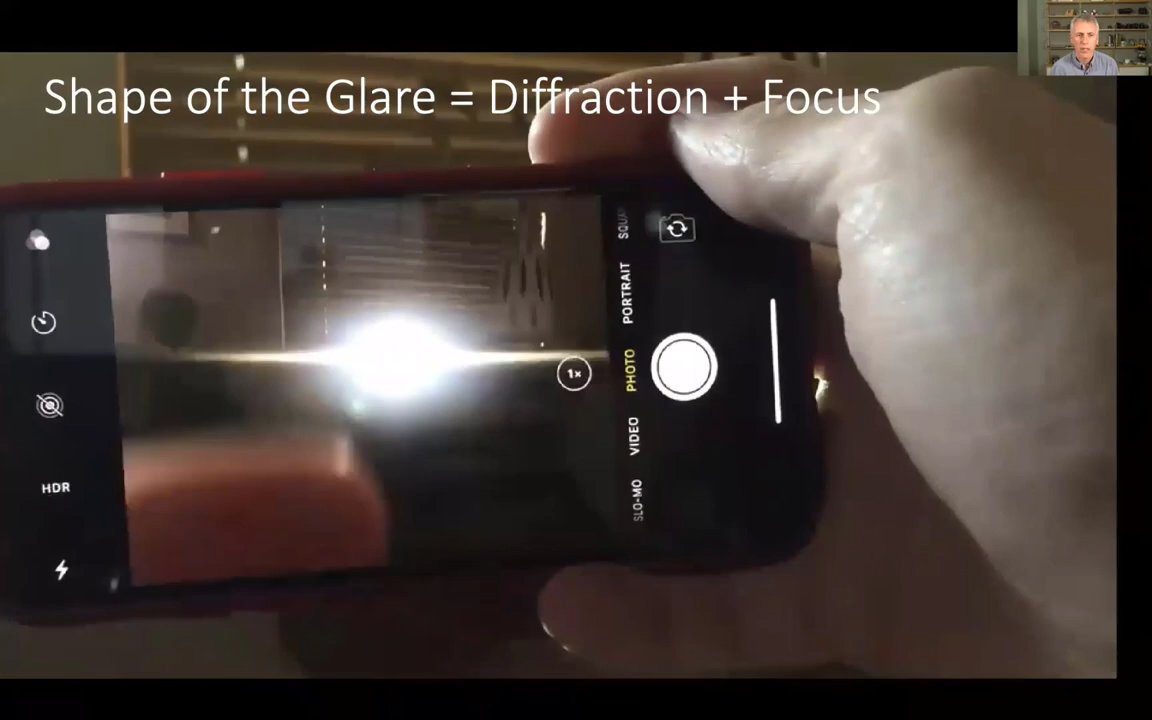 Shape of the Glare = Diffraction + Focus
PORTRAIT
PHOTO
VIDEO
SLO-MO
1×
HDR